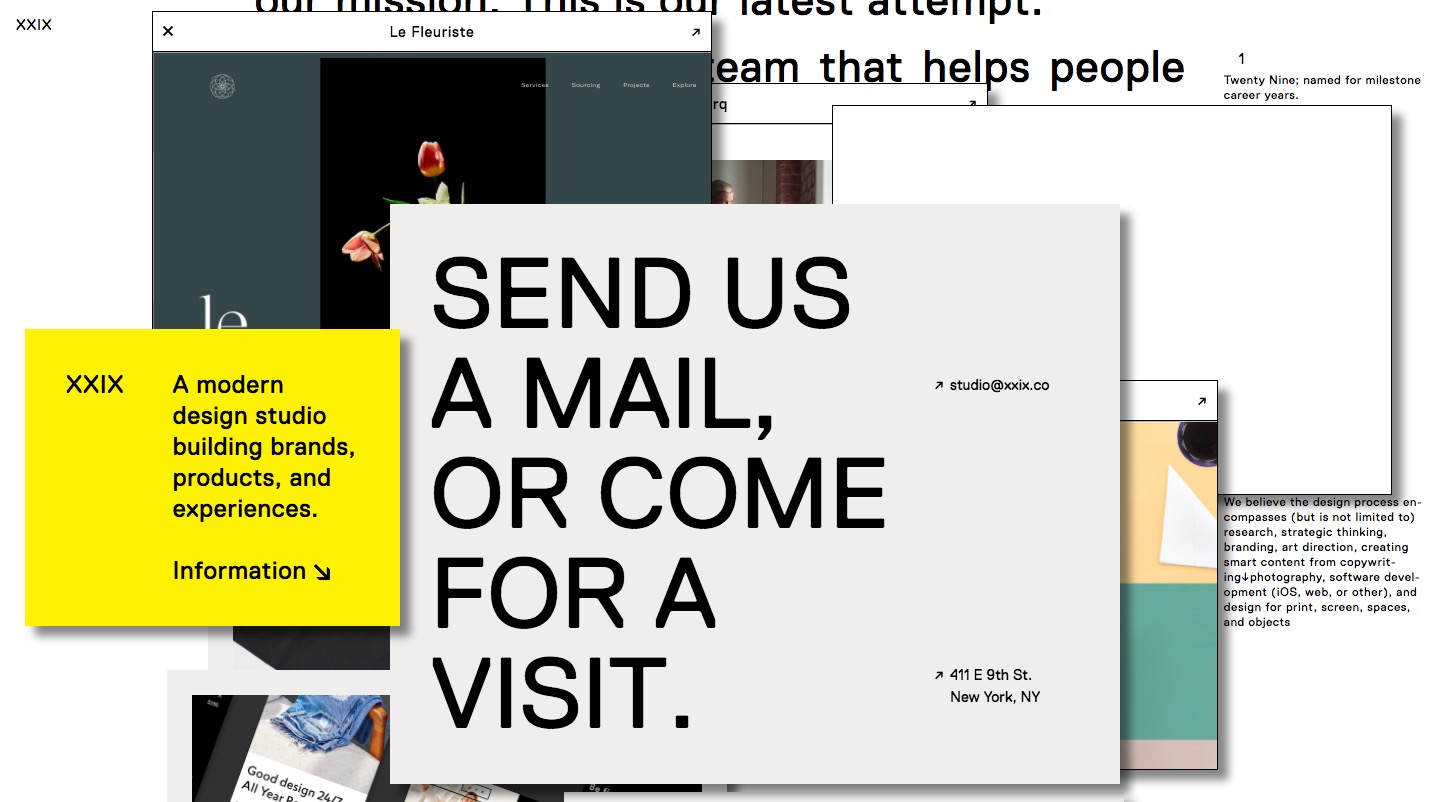 our mission. This is our latest attempt.
XXIX
Le Fleuriste
team that helps people
1
Twenty Nine; named for milestone
career years.
Services Sourcing Projects Explore
rq
SEND US
A MAIL,
OR COME
FOR A
VISIT.
studio@xxix.co
411 E 9th St.
New York, NY
le
XXIX
A modern
design studio
building brands,
products, and
experiences.
Information
We believe the design process en-
compasses (but is not limited to)
research, strategic thinking,
branding, art direction, creating
smart content from copywrit-
ing↓photography, software devel-
opment (iOS, web, or other), and
design for print, screen, spaces,
and objects
Good design 24/7
All Year
Be